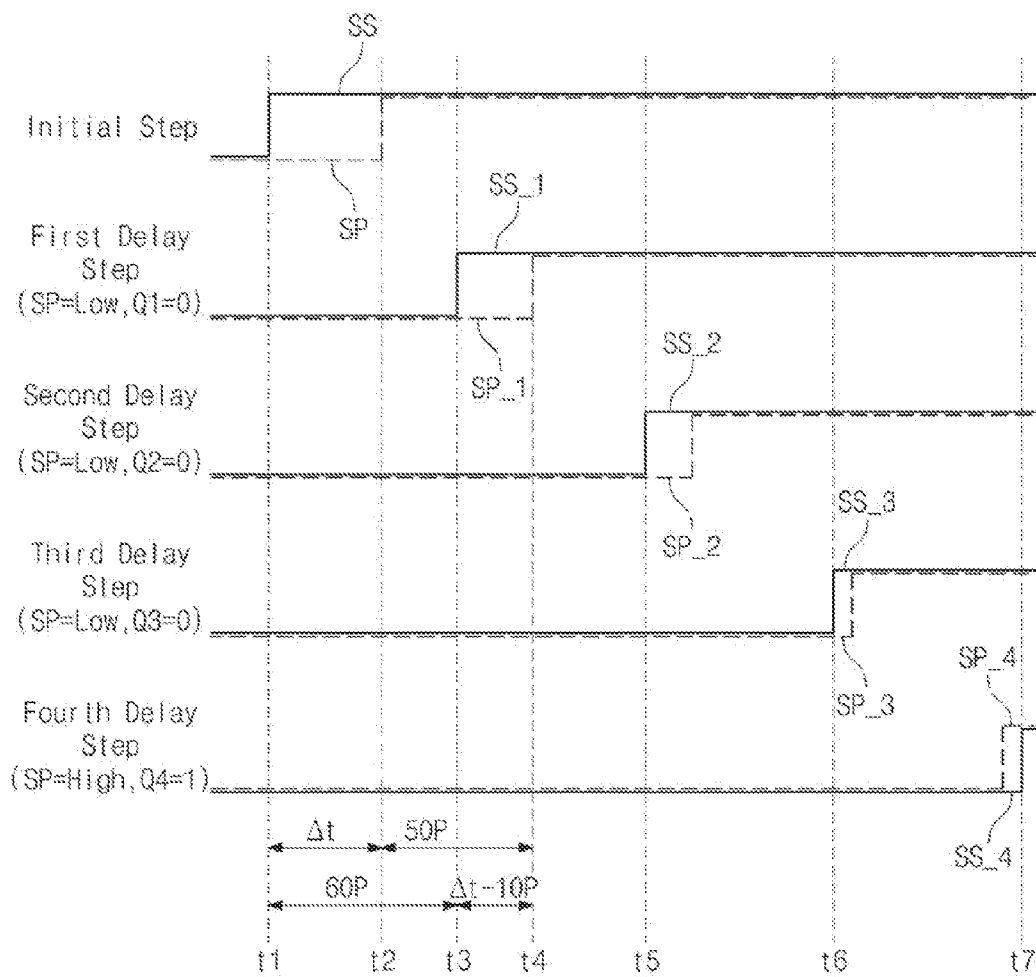 SS
Initial Step
SP
SS_1
First Delay
Step
(SP=Low,Q1=0)
SP_1
SS_2
Second Delay
Step
(SP=Low,Q2=0)
SP_2
SS_3
Third Delay
Step
(SP=Low,Q3=0)
SP_3
SP_4
Fourth Delay
Step
(SP=High,Q4=1)
SS_4
Δt
50P
60P
Δt-10P
t1 t2 t3 t4 t5 t6 t7